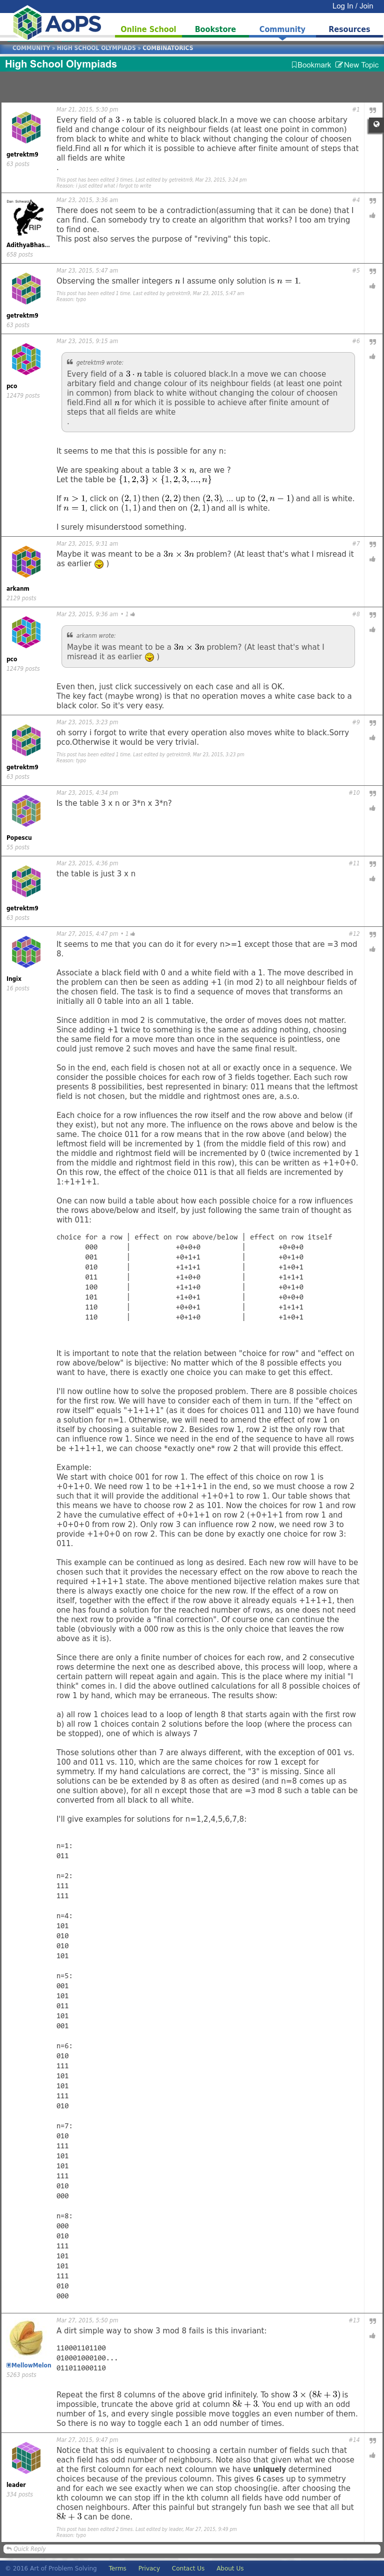 Log In / Join
AoPS
Online School
Bookstore
Community
Resources
COMMUNITY » HIGH SCHOOL OLYMPIADS » COMBINATORICS
High School Olympiads
Bookmark
New Topic
Mar 21, 2015, 5:30 pm
#1
getrektm9
63 posts
Every field of a 3 · n table is coluored black.In a move we can choose arbitary
field and change colour of its neughbour fields (at least one point in common)
from black to white and white to black without changing the colour of choosen
field.Find all n for which it is possible to achieve after finite amount of steps that
all fields are white
.
This post has been edited 3 times. Last edited by getrektm9, Mar 23, 2015, 5:24 pm
Reason: i just edited what i forgot to write
Mar 23, 2015, 3:36 am
#4
Dan Schwarz
RIP
AdithyaBhas...
658 posts
There does not seem to be a contradiction(assuming that it can be done) that I
can find. Can somebody try to create an algorithm that works? I too am trying
to find one.
This post also serves the purpose of "reviving" this topic.
Mar 23, 2015, 5:47 am
#5
getrektm9
63 posts
Observing the smaller integers n I assume only solution is n = 1.
This post has been edited 1 time. Last edited by getrektm9, Mar 23, 2015, 5:47 am
Reason: typo
Mar 23, 2015, 9:15 am
#6
pco
12479 posts
getrektm9 wrote:
Every field of a 3 · n table is coluored black.In a move we can choose
arbitary field and change colour of its neughbour fields (at least one point
in common) from black to white and white to black without changing the
colour of choosen field.Find all n for which it is possible to achieve after
finite amount of steps that all fields are white
.
It seems to me that this is possible for any n:
We are speaking about a table 3 × n, are we ?
Let the table be {1, 2, 3} × {1, 2, 3, ..., n}
If n > 1, click on (2, 1) then (2, 2) then (2, 3), ... up to (2, n − 1) and all is white.
If n = 1, click on (1, 1) and then on (2, 1) and all is white.
I surely misunderstood something.
Mar 23, 2015, 9:31 am
#7
arkanm
2129 posts
Maybe it was meant to be a 3n × 3n problem? (At least that's what I misread it
as earlier )
Mar 23, 2015, 9:36 am • 1
#8
pco
12479 posts
arkanm wrote:
Maybe it was meant to be a 3n × 3n problem? (At least that's what I
misread it as earlier )
Even then, just click successively on each case and all is OK.
The key fact (maybe wrong) is that no operation moves a white case back to a
black color. So it's very easy.
Mar 23, 2015, 3:23 pm
#9
getrektm9
63 posts
oh sorry i forgot to write that every operation also moves white to black.Sorry
pco.Otherwise it would be very trivial.
This post has been edited 1 time. Last edited by getrektm9, Mar 23, 2015, 3:23 pm
Reason: typo
Mar 23, 2015, 4:34 pm
#10
Popescu
55 posts
Is the table 3 x n or 3*n x 3*n?
Mar 23, 2015, 4:36 pm
#11
getrektm9
63 posts
the table is just 3 x n
Mar 27, 2015, 4:47 pm • 1
#12
Ingix
16 posts
It seems to me that you can do it for every n>=1 except those that are =3 mod
8.
Associate a black field with 0 and a white field with a 1. The move described in
the problem can then be seen as adding +1 (in mod 2) to all neighbour fields of
the chosen field. The task is to find a sequence of moves that transforms an
initially all 0 table into an all 1 table.
Since addition in mod 2 is commutative, the order of moves does not matter.
Since adding +1 twice to something is the same as adding nothing, choosing
the same field for a move more than once in the sequence is pointless, one
could just remove 2 such moves and have the same final result.
So in the end, each field is chosen not at all or exactly once in a sequence. We
consider the possible choices for each row of 3 fields together. Each such row
presents 8 possibilities, best represented in binary: 011 means that the leftmost
field is not chosen, but the middle and rightmost ones are, a.s.o.
Each choice for a row influences the row itself and the row above and below (if
they exist), but not any more. The influence on the rows above and below is the
same. The choice 011 for a row means that in the row above (and below) the
leftmost field will be incremented by 1 (from the middle field of this row) and the
the middle and rightmost field will be incremented by 0 (twice incremented by 1
from the middle and rightmost field in this row), this can be written as +1+0+0.
On this row, the effect of the choice 011 is that all fields are incremented by
1:+1+1+1.
One can now build a table about how each possible choice for a row influences
the rows above/below and itself, by just following the same train of thought as
with 011:
choice for a row | effect on row above/below | effect on row itself
000 | +0+0+0 | +0+0+0
001 | +0+1+1 | +0+1+0
010 | +1+1+1 | +1+0+1
011 | +1+0+0 | +1+1+1
100 | +1+1+0 | +0+1+0
101 | +1+0+1 | +0+0+0
110 | +0+0+1 | +1+1+1
110 | +0+1+0 | +1+0+1
It is important to note that the relation between "choice for row" and "effect on
row above/below" is bijective: No matter which of the 8 possible effects you
want to have, there is exactly one choice you can make to get this effect.
I'll now outline how to solve the proposed problem. There are 8 possible choices
for the first row. We will have to consider each of them in turn. If the "effect on
row itself" equals "+1+1+1" (as it does for choices 011 and 110) we have found
a solution for n=1. Otherwise, we will need to amend the effect of row 1 on
itself by choosing a suitable row 2. Besides row 1, row 2 ist the only row that
can influence row 1. Since we need in the end of the sequence to have all rows
be +1+1+1, we can choose *exactly one* row 2 that will provide this effect.
Example:
We start with choice 001 for row 1. The effect of this choice on row 1 is
+0+1+0. We need row 1 to be +1+1+1 in the end, so we must choose a row 2
such that it will provide the additional +1+0+1 to row 1. Our table shows that
this means we have to choose row 2 as 101. Now the choices for row 1 and row
2 have the cumulative effect of +0+1+1 on row 2 (+0+1+1 from row 1 and
+0+0+0 from row 2). Only row 3 can influence row 2 now, we need row 3 to
provide +1+0+0 on row 2. This can be done by exactly one choice for row 3:
011.
This example can be continued as long as desired. Each new row will have to be
chosen such that it provides the necessary effect on the row above to reach the
required +1+1+1 state. The above mentioned bijective relation makes sure that
there is always exactly one choice for the new row. If the effect of a new row on
itself, together with the effect if the row above it already equals +1+1+1, then
one has found a solution for the reached number of rows, as one does not need
the next row to provide a "final correction". Of course one could continue the
table (obviously with a 000 row as this is the only choice that leaves the row
above as it is).
Since there are only a finite number of choices for each row, and 2 consecutive
rows determine the next one as described above, this process will loop, where a
certain pattern will repeat again and again. This is the place where my initial "I
think" comes in. I did the above outlined calculations for all 8 possible choices of
row 1 by hand, which may be erraneous. The results show:
a) all row 1 choices lead to a loop of length 8 that starts again with the first row
b) all row 1 choices contain 2 solutions before the loop (where the process can
be stopped), one of which is always 7
Those solutions other than 7 are always different, with the exception of 001 vs.
100 and 011 vs. 110, which are the same choices for row 1 except for
symmetry. If my hand calculations are correct, the "3" is missing. Since all
solutions can be extended by 8 as often as desired (and n=8 comes up as
one sultion above), for all n except those that are =3 mod 8 such a table can be
converted from all black to all white.
I'll give examples for solutions for n=1,2,4,5,6,7,8:
n=1:
011
n=2:
111
111
n=4:
101
010
010
101
n=5:
001
101
011
101
001
n=6:
010
111
101
101
111
010
n=7:
010
111
101
101
111
010
000
n=8:
000
010
111
101
101
111
010
000
Mar 27, 2015, 5:50 pm
#13
MellowMelon
5263 posts
A dirt simple way to show 3 mod 8 fails is this invariant:
110001101100
010001000100...
011011000110
Repeat the first 8 columns of the above grid infinitely. To show 3 × (8k + 3) is
impossible, truncate the above grid at column 8k + 3. You end up with an odd
number of 1s, and every single possible move toggles an even number of them.
So there is no way to toggle each 1 an odd number of times.
Mar 27, 2015, 9:47 pm
#14
leader
334 posts
Notice that this is equivalent to choosing a certain number of fields such that
each field has odd number of neighbours. Note also that given what we choose
at the first coloumn for each next coloumn we have uniquely determined
choices because of the previous coloumn. This gives 6 cases up to symmetry
and for each we see exactly when we can stop choosing(ie. after choosing the
kth coloumn we can stop iff in the kth column all fields have odd number of
chosen neighbours. After this painful but strangely fun bash we see that all but
8k + 3 can be done.
This post has been edited 2 times. Last edited by leader, Mar 27, 2015, 9:49 pm
Reason: typo
Quick Reply
© 2016 Art of Problem Solving
Terms
Privacy
Contact Us
About Us